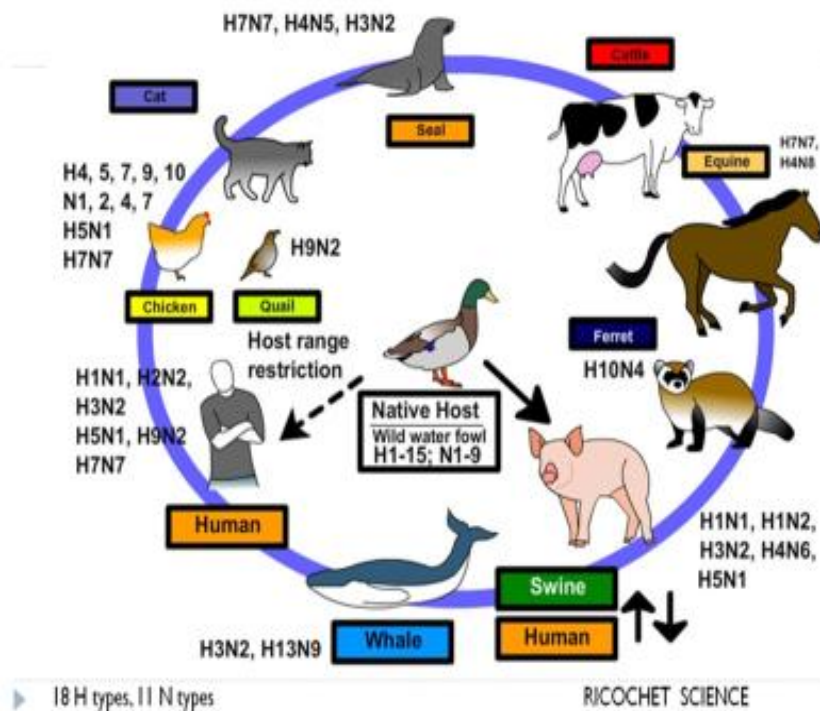 H7N7, H4N5, H3N2
Cattle
Cat
Seal
H7N7,
H4N8
Equine
H4, 5, 7, 9, 10
N1, 2, 4, 7
H5N1
H7N7
H9N2
Chicken
Quail
Ferret
H10N4
Host range
restriction
H1N1, H2N2,
H3N2
H5N1, H9N2
H7N7
Native Host
Wild water fowl
H1-15; N1-9
Human
H1N1, H1N2,
H3N2, H4N6,
H5N1
Swine
Human
Whale
H3N2, H13N9
18 H types, 11 N types
RICOCHET SCIENCE